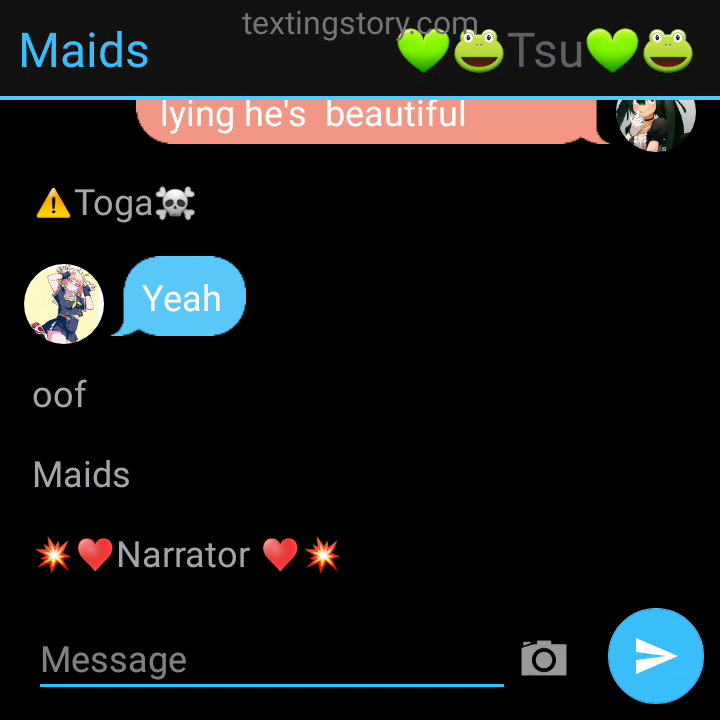 textingstory.com
Maids 💚🐸Tsu💚🐸
lying he's beautiful
⚠️Toga☠️
Yeah
oof
Maids
💥❤️Narrator ❤️💥
Message